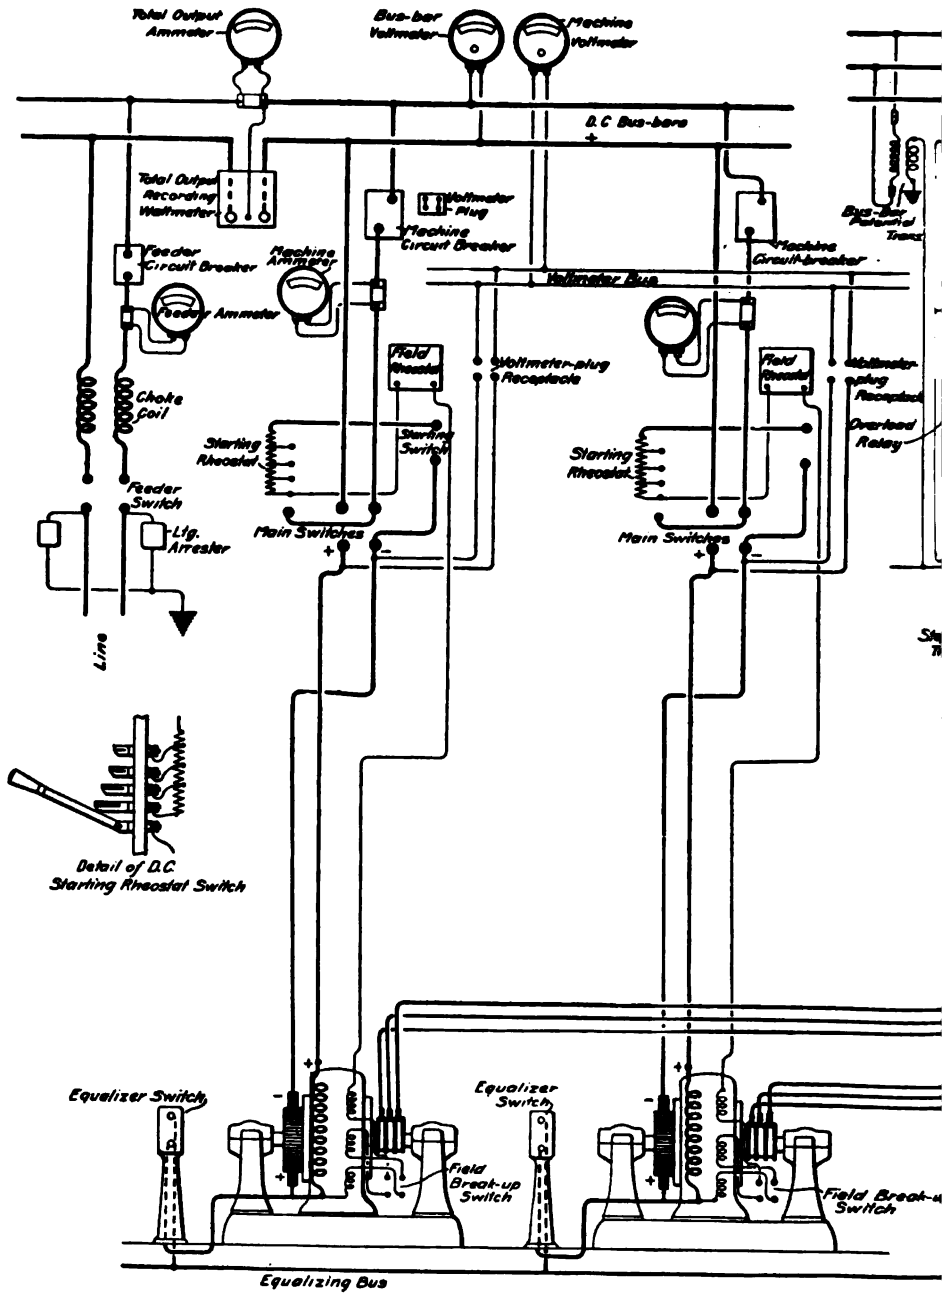 Total Output
Ammeter
Bus-bar
Voltmeter
Machine
Voltmeter
D.C Bus-bars
+
Total Output
Recording
Wattmeter
Voltmeter
Plug
Machine
Circuit Breaker
Bus-Bar
Potential
Trans
Feeder
Circuit Breaker
Machine
Ammeter
Machine
Circuit-breaker
Voltmeter Bus
Feeder Ammeter
Field
Rheostat
Voltmeter-plug
Receptacle
Field
Rheostat
Voltmeter-
plug
Receptacle
Choke
Coil
Starting
Rheostat
Starting
Switch
Starting
Rheostat
Overload
Relay
Feeder
Switch
Main Switches
+ -
Main Switches
+ -
Ltg.
Arrester
Line
Detail of D.C.
Starting Rheostat Switch
+
+
Equalizer Switch
-
+
Equalizer
Switch
-
+
Field
Break-up
Switch
Field Break-u
Switch
Equalizing Bus